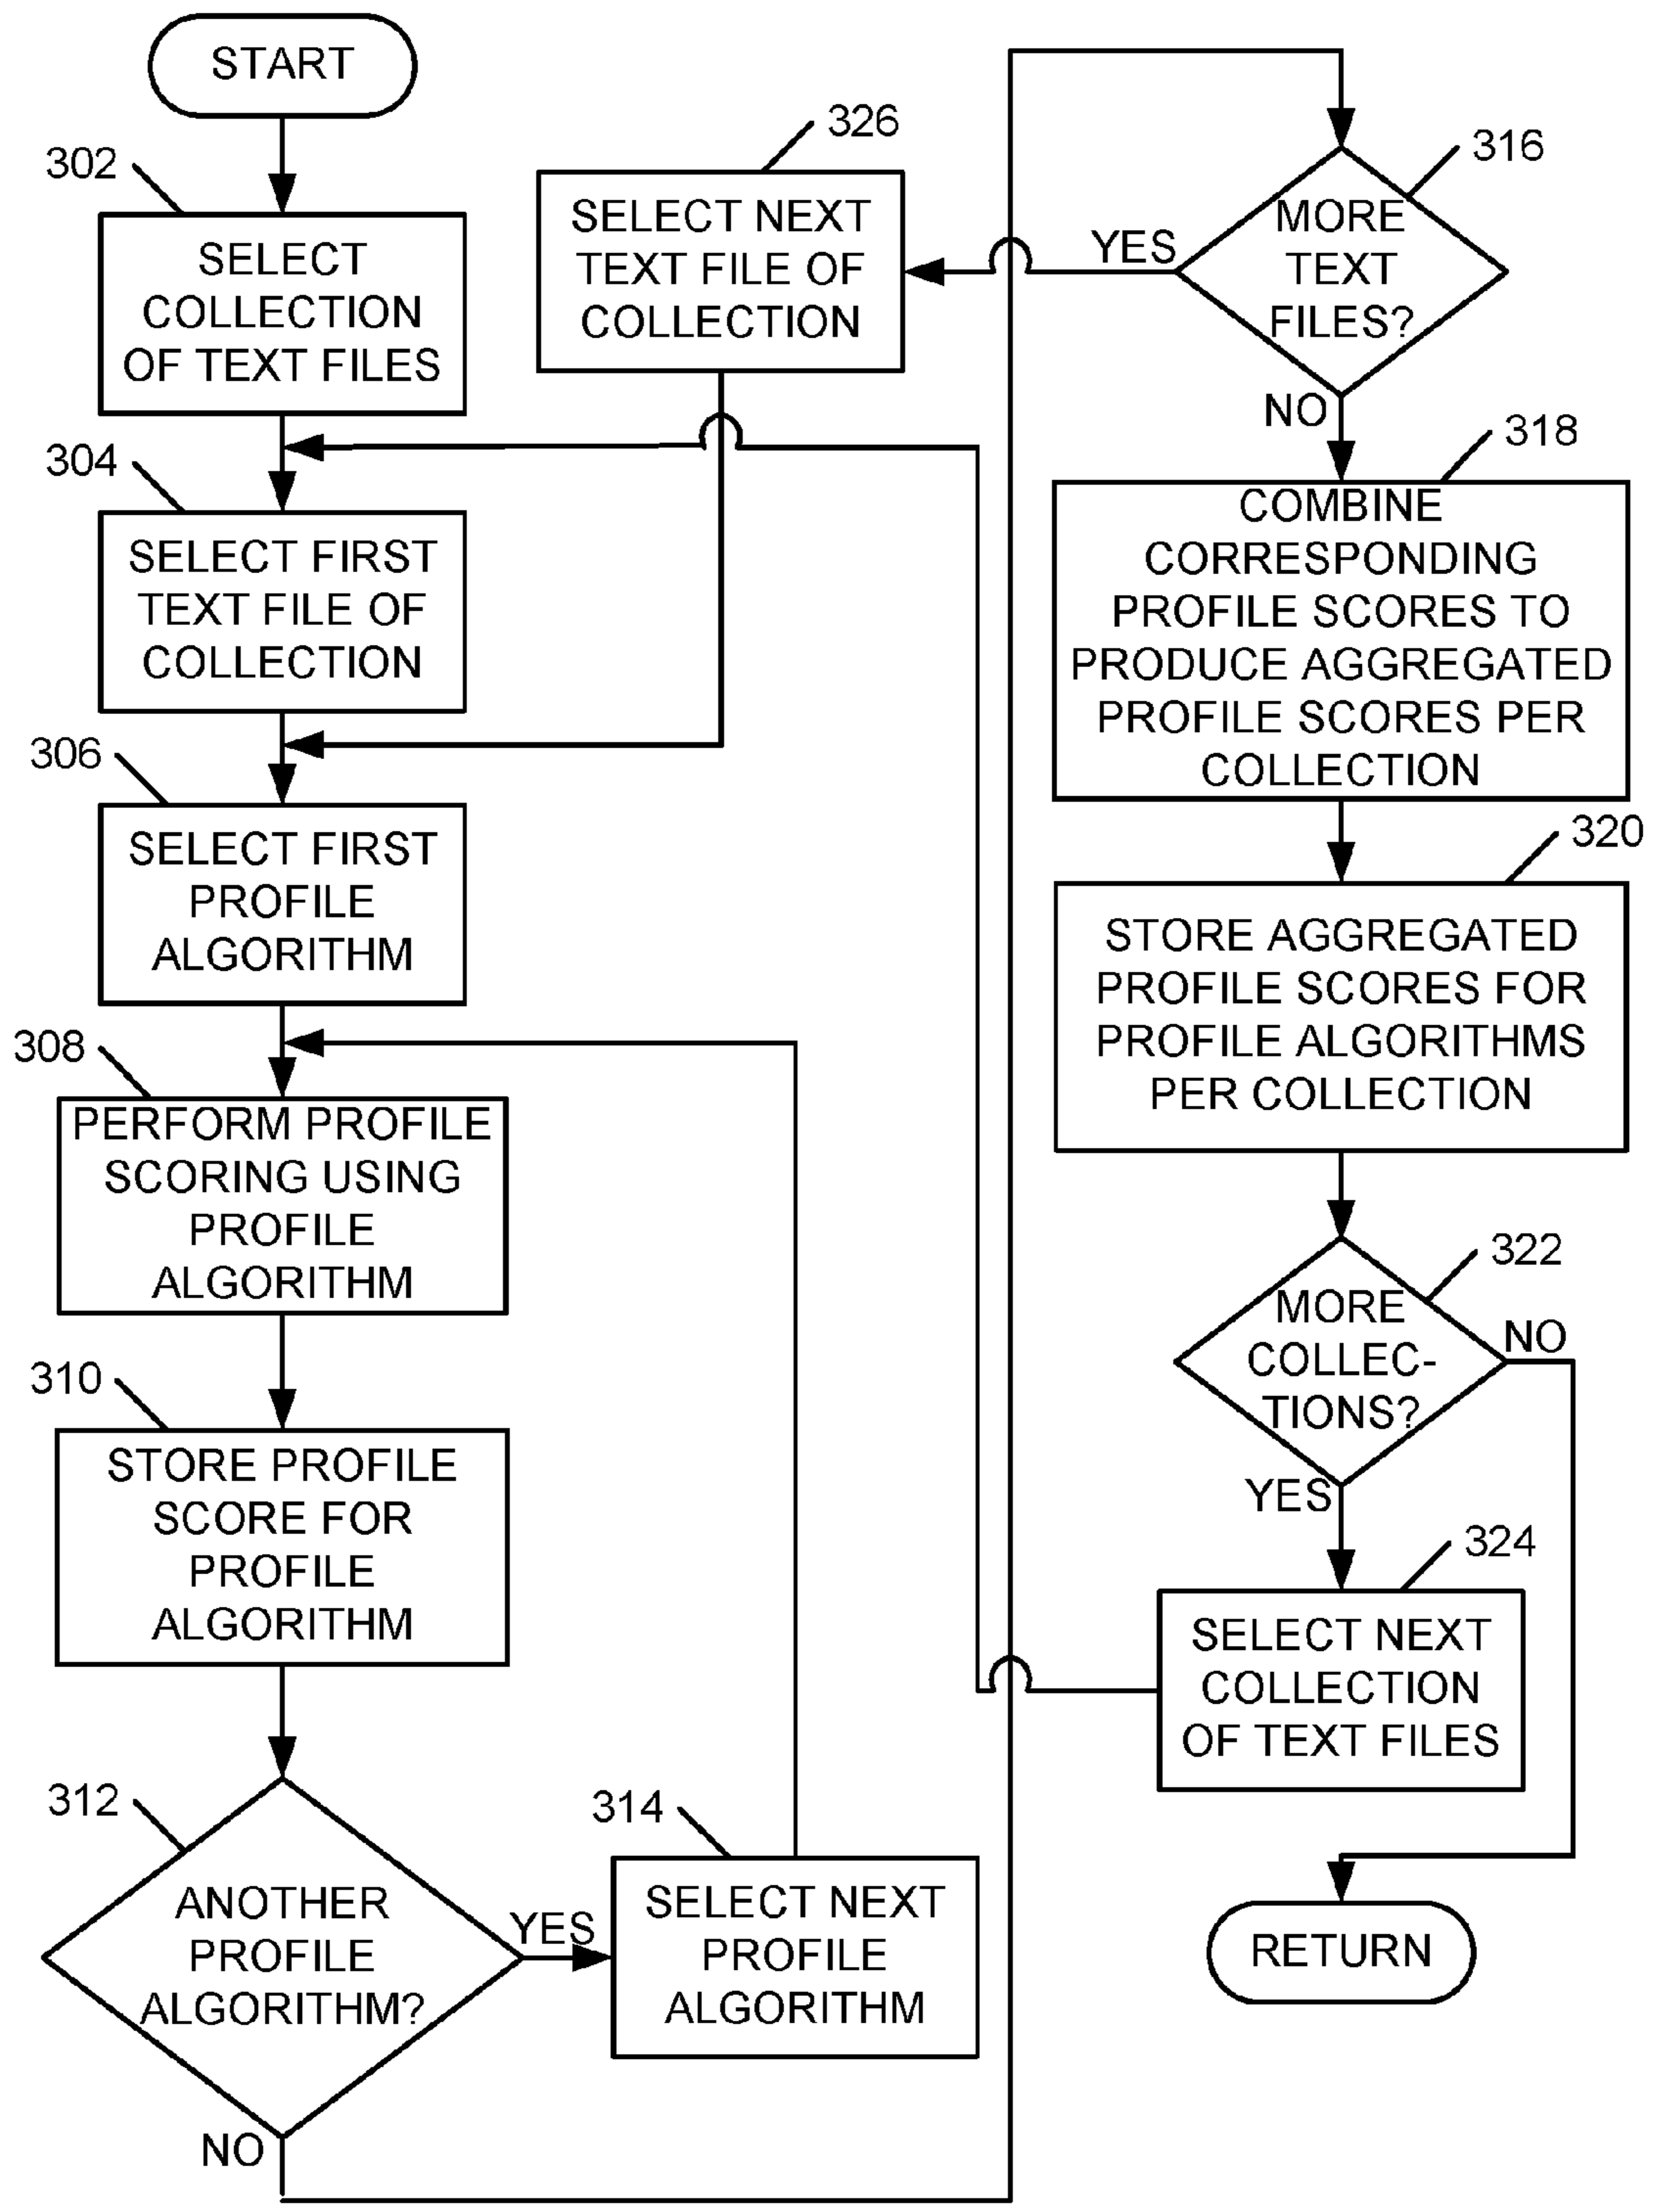 START
302
SELECT
COLLECTION
OF TEXT FILES
304
SELECT FIRST
TEXT FILE OF
COLLECTION
306
SELECT FIRST
PROFILE
ALGORITHM
308
PERFORM PROFILE
SCORING USING
PROFILE
ALGORITHM
310
STORE PROFILE
SCORE FOR
PROFILE
ALGORITHM
312
ANOTHER
PROFILE
ALGORITHM?
YES
NO
314
SELECT NEXT
PROFILE
ALGORITHM
326
SELECT NEXT
TEXT FILE OF
COLLECTION
316
MORE
TEXT
FILES?
YES
NO
318
COMBINE
CORRESPONDING
PROFILE SCORES TO
PRODUCE AGGREGATED
PROFILE SCORES PER
COLLECTION
320
STORE AGGREGATED
PROFILE SCORES FOR
PROFILE ALGORITHMS
PER COLLECTION
322
MORE
COLLEC-
TIONS?
NO
YES
324
SELECT NEXT
COLLECTION
OF TEXT FILES
RETURN